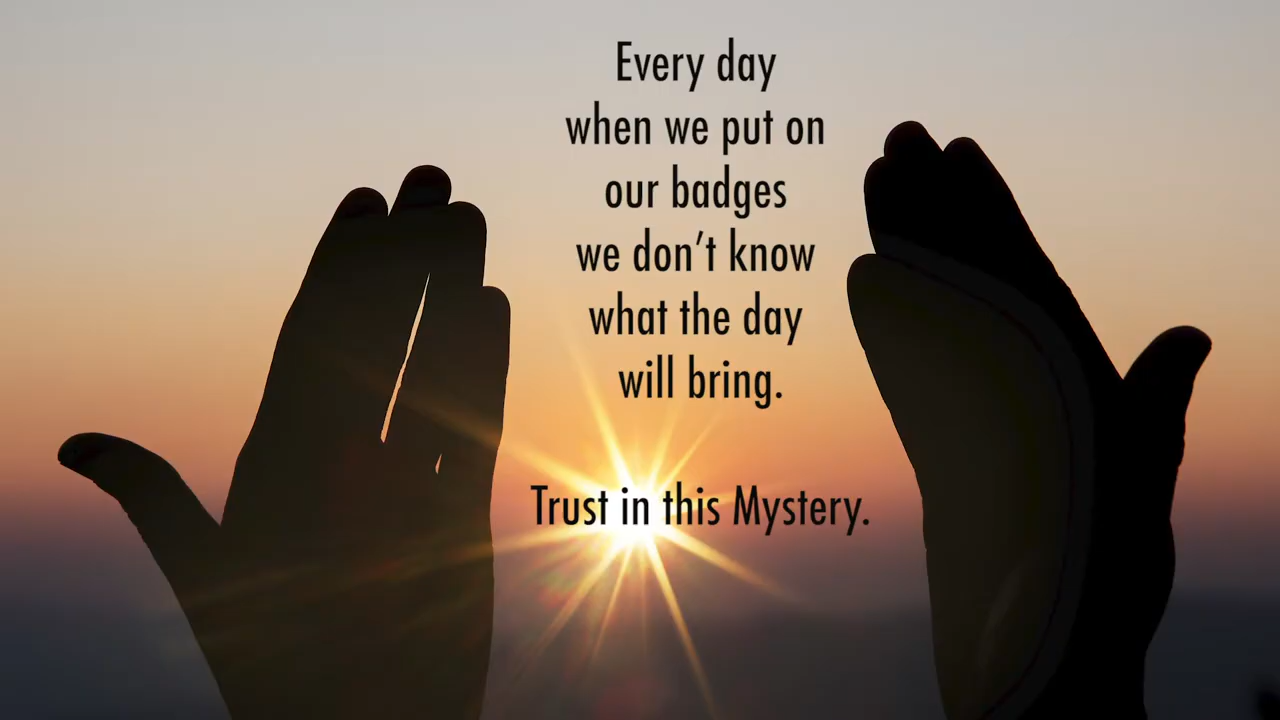 Every day
when we put on
our badges
we don’t know
what the day
will bring.
Trust in this Mystery.